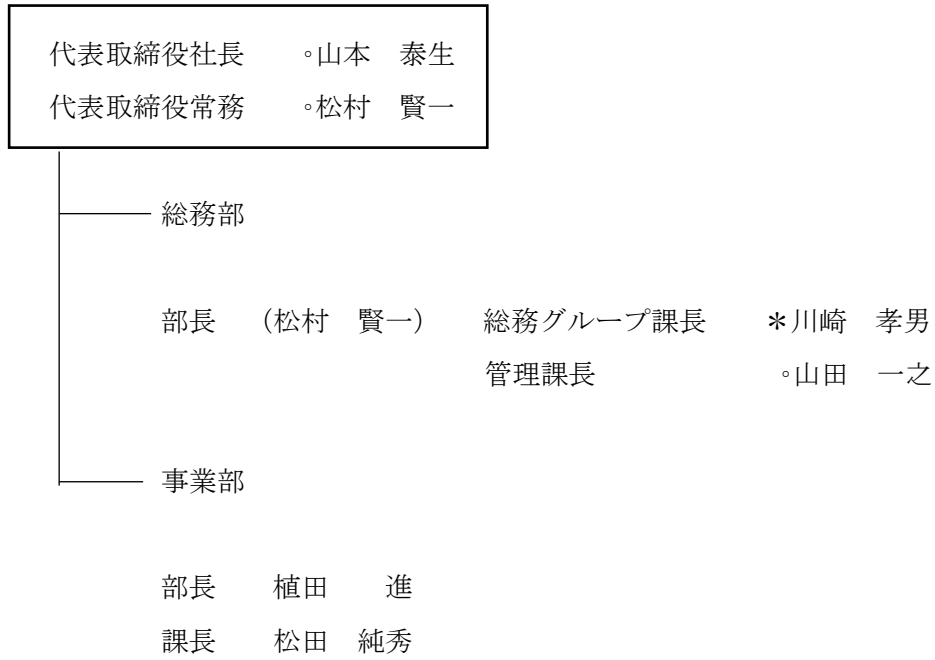 代表取締役社長　　◦山本　泰生
代表取締役常務　　◦松村　賢一
総務部
部長　（松村　賢一）　　総務グループ課長　　＊川崎　孝男
管理課長　　◦山田　一之
事業部
部長　　植田　　進
課長　　松田　純秀